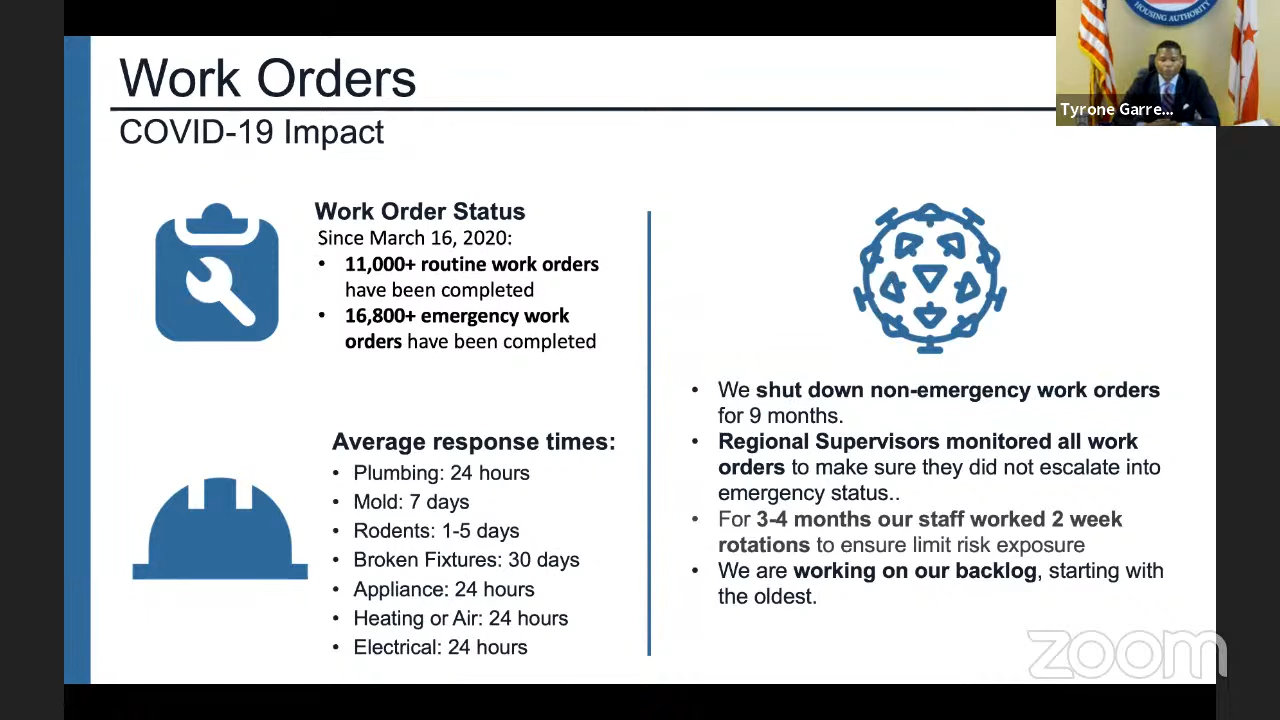 HOUSING AUTHORITY
Work Orders
Tyrone Garre...
COVID-19 Impact
Work Order Status
Since March 16, 2020:
• 11,000+ routine work orders
have been completed
• 16,800+ emergency work
orders have been completed
Average response times:
• Plumbing: 24 hours
• Mold: 7 days
• Rodents: 1-5 days
• Broken Fixtures: 30 days
• Appliance: 24 hours
• Heating or Air: 24 hours
• Electrical: 24 hours
• We shut down non-emergency work orders
for 9 months.
• Regional Supervisors monitored all work
orders to make sure they did not escalate into
emergency status..
• For 3-4 months our staff worked 2 week
rotations to ensure limit risk exposure
• We are working on our backlog, starting with
the oldest.
zoom